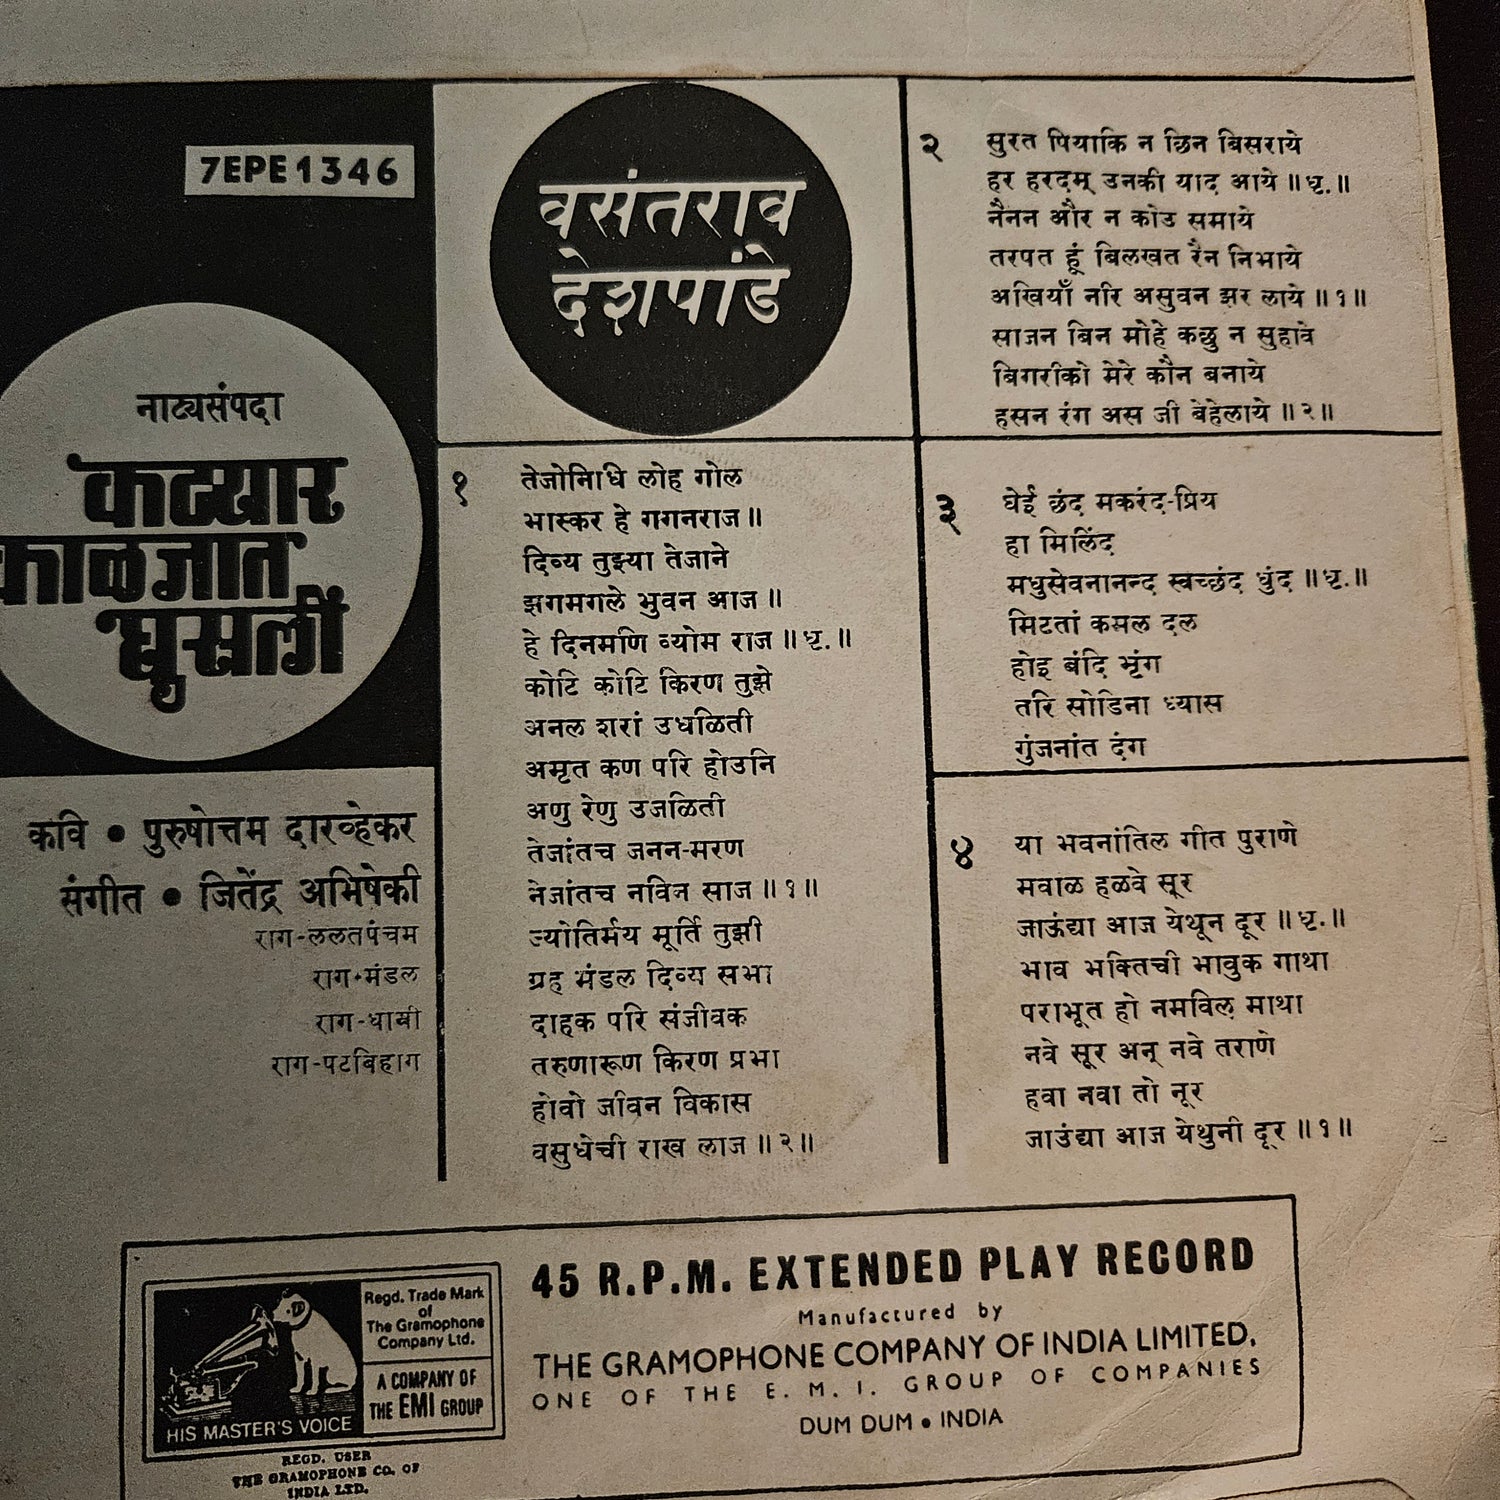 7EPE 1346
नाट्यसंपदा
कट्यार
काळजात
घुसली
कवि • पुरुषोत्तम दारव्हेकर
संगीत • जितेंद्र अभिषेकी
राग-ललतपंचम
राग-मंडल
राग-धानी
राग-पटबिहाग
वसंतराव
देशपांडे
१
तेजोनिधि लोह गोल
भास्कर हे गगनराज ॥
दिव्य तुझ्या तेजाने
झगमगले भुवन आज ॥
हे दिनमणि व्योम राज ॥ धृ. ॥
कोटि कोटि किरण तुझे
अनल शरां उधळिती
अमृत कण परि होउनि
अणु रेणु उजळिती
तेजांतच जनन-मरण
नेजांतच नविन साज ॥ १ ॥
ज्योतिर्मय मूर्ति तुझी
ग्रह मंडल दिव्य सभा
दाहक परि संजीवक
तरुणारूण किरण प्रभा
होवो जीवन विकास
वसुधेची राख लाज ॥ २ ॥
२
सुरत पियाकि न छिन बिसराये
हर हरदम् उनकी याद आये ॥ धृ. ॥
नैनन और न कोउ समाये
तरपत हूं बिलखत रैन निभाये
अखियाँ नरि असुवन झर लाये ॥ १ ॥
साजन बिन मोहे कछु न सुहावे
बिगरीको मेरे कौन बनाये
हसन रंग अस जी बेहेलाये ॥ २ ॥
३
घेई छंद मकरंद-प्रिय
हा मिलिंद
मधुसेवनानन्द स्वच्छंद धुंद ॥ धृ. ॥
मिटतां कमल दल
होइ बंदि भृंग
तरि सोडिना ध्यास
गुंजनांत दंग
४
या भवनांतिल गीत पुराणे
मवाळ हळवे सूर
जाऊंद्या आज येथून दूर ॥ धृ. ॥
भाव भक्तिची भावुक गाथा
पराभूत हो नमविल माथा
नवे सूर अन् नवे तराणे
हवा नवा तो नूर
जाउंद्या आज येथुनी दूर ॥ १ ॥
HIS MASTER'S VOICE
Regd. Trade Mark
of
The Gramophone
Company Ltd.
A COMPANY OF
THE EMI GROUP
REGD. USER
THE GRAMOPHONE CO. OF
INDIA LTD.
45 R.P.M. EXTENDED PLAY RECORD
Manufactured by
THE GRAMOPHONE COMPANY OF INDIA LIMITED.
ONE OF THE E. M. I. GROUP OF COMPANIES
DUM DUM • INDIA